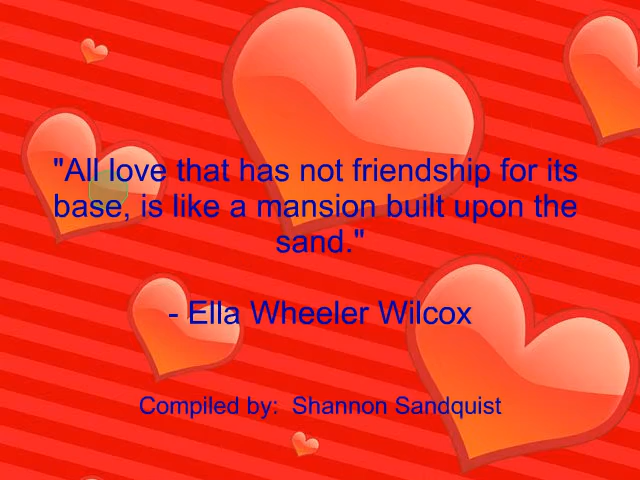 "All love that has not friendship for its
base, is like a mansion built upon the
sand."
- Ella Wheeler Wilcox
Compiled by:  Shannon Sandquist